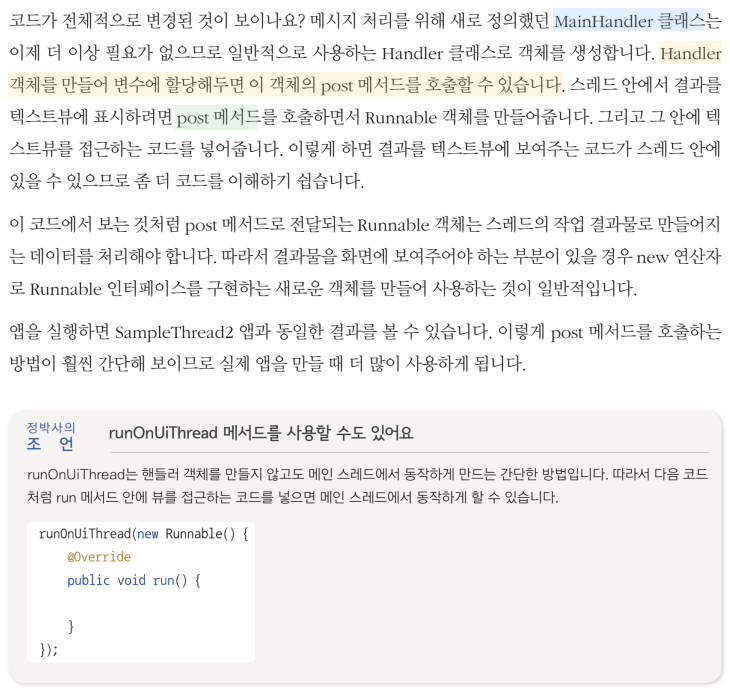 코드가 전체적으로 변경된 것이 보이나요? 메시지 처리를 위해 새로 정의했던 MainHandler 클래스는
이제 더 이상 필요가 없으므로 일반적으로 사용하는 Handler 클래스로 객체를 생성합니다. Handler
객체를 만들어 변수에 할당해두면 이 객체의 post 메서드를 호출할 수 있습니다. 스레드 안에서 결과를
텍스트뷰에 표시하려면 post 메서드를 호출하면서 Runnable 객체를 만들어줍니다. 그리고 그 안에 텍
스트뷰를 접근하는 코드를 넣어줍니다. 이렇게 하면 결과를 텍스트뷰에 보여주는 코드가 스레드 안에
있을 수 있으므로 좀 더 코드를 이해하기 쉽습니다.
이 코드에서 보는 것처럼 post 메서드로 전달되는 Runnable 객체는 스레드의 작업 결과물로 만들어지
는 데이터를 처리해야 합니다. 따라서 결과물을 화면에 보여주어야 하는 부분이 있을 경우 new 연산자
로 Runnable 인터페이스를 구현하는 새로운 객체를 만들어 사용하는 것이 일반적입니다.
앱을 실행하면 SampleThread2 앱과 동일한 결과를 볼 수 있습니다. 이렇게 post 메서드를 호출하는
방법이 훨씬 간단해 보이므로 실제 앱을 만들 때 더 많이 사용하게 됩니다.
정박사의
조 언
runOnUiThread 메서드를 사용할 수도 있어요
runOnUiThread는 핸들러 객체를 만들지 않고도 메인 스레드에서 동작하게 만드는 간단한 방법입니다. 따라서 다음 코드
처럼 run 메서드 안에 뷰를 접근하는 코드를 넣으면 메인 스레드에서 동작하게 할 수 있습니다.
runOnUiThread(new Runnable() {
@Override
public void run() {
}
});